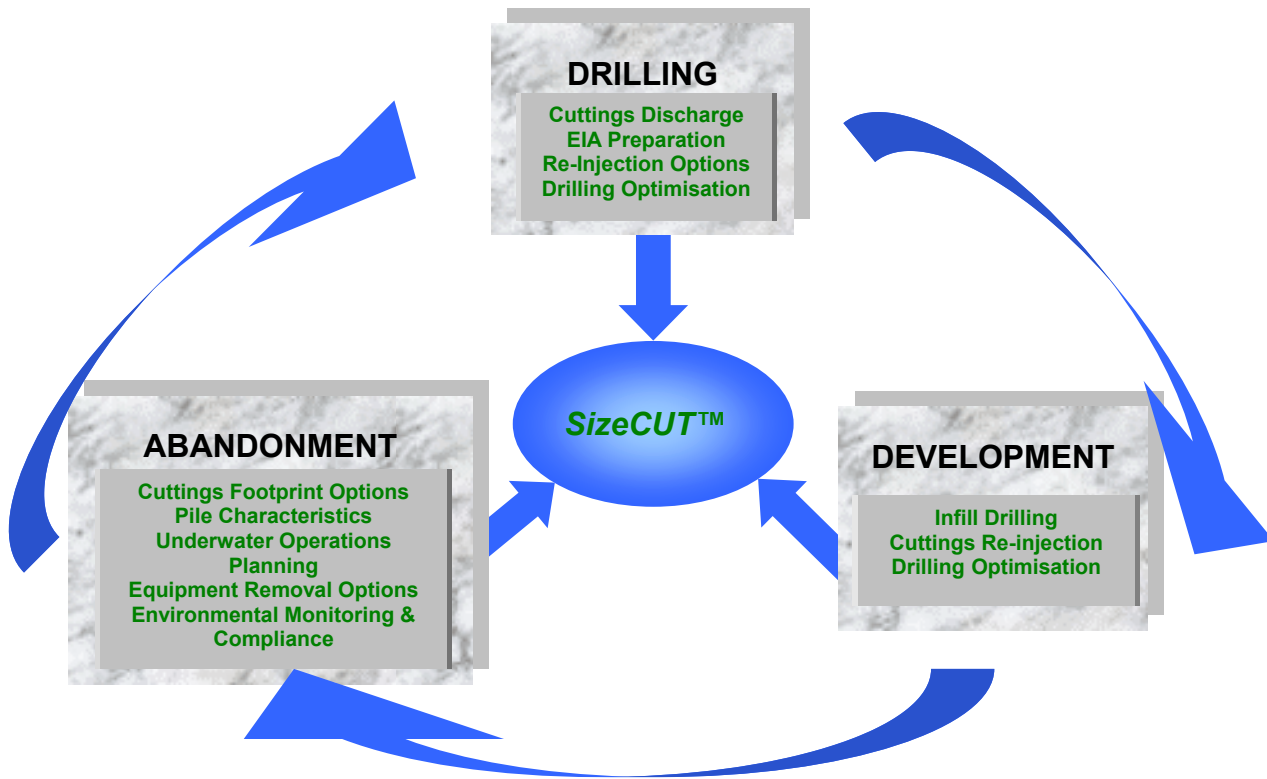 DRILLING
Cuttings Discharge
EIA Preparation
Re-Injection Options
Drilling Optimisation
SizeCUT™
ABANDONMENT
Cuttings Footprint Options
Pile Characteristics
Underwater Operations
Planning
Equipment Removal Options
Environmental Monitoring &
Compliance
DEVELOPMENT
Infill Drilling
Cuttings Re-injection
Drilling Optimisation